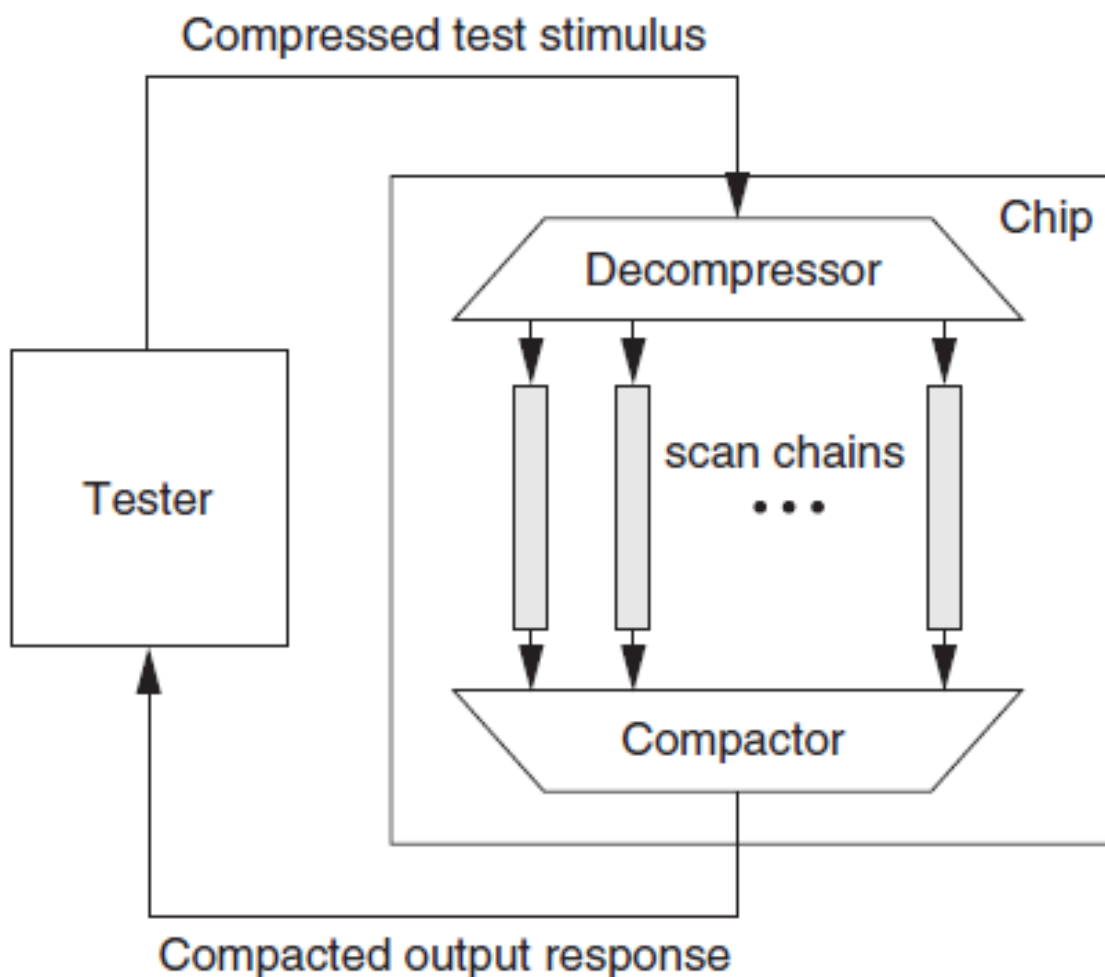 Compressed test stimulus
Chip
Decompressor
scan chains
Tester
Compactor
Compacted output response